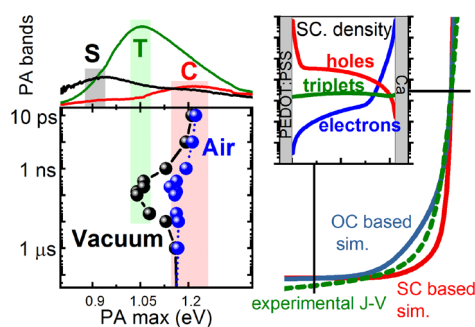 PA bands
S
T
C
10 ps
1 ns
1 µs
Air
Vacuum
0.9
1.05
1.2
PA max (eV)
SC. density
PEDOT:PSS
holes
triplets
electrons
Ca
OC based
sim.
SC based
sim.
experimental J-V